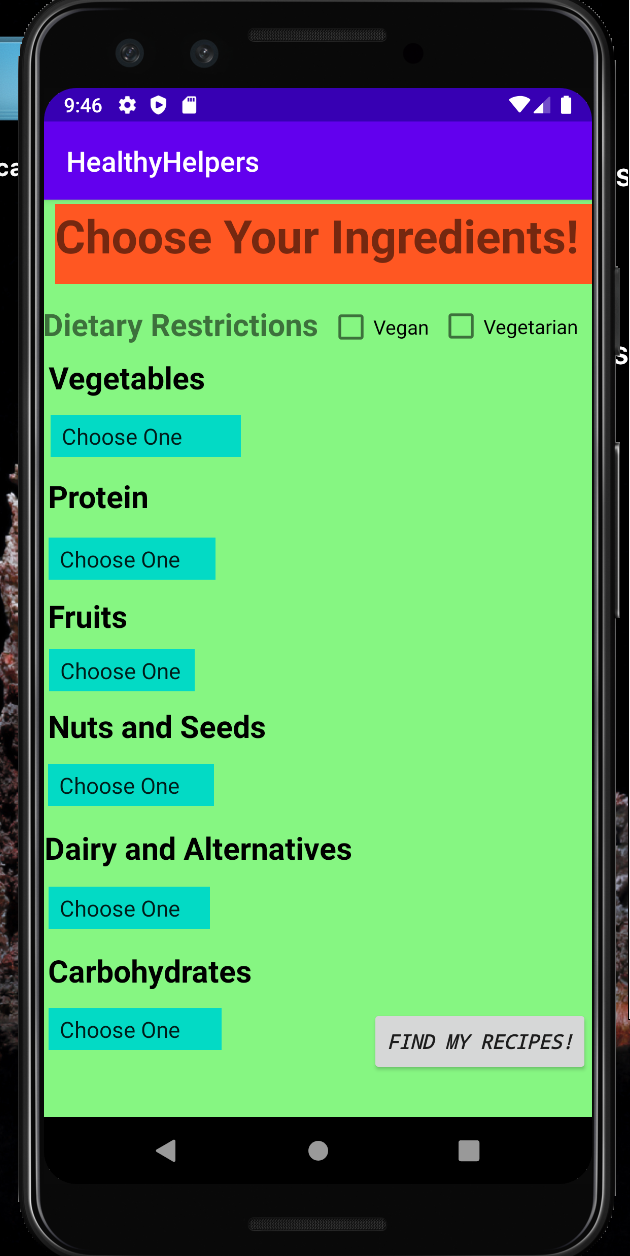 9:46
HealthyHelpers
Choose Your Ingredients!
Dietary Restrictions Vegan Vegetarian
Vegetables
Choose One
Protein
Choose One
Fruits
Choose One
Nuts and Seeds
Choose One
Dairy and Alternatives
Choose One
Carbohydrates
Choose One
FIND MY RECIPES!